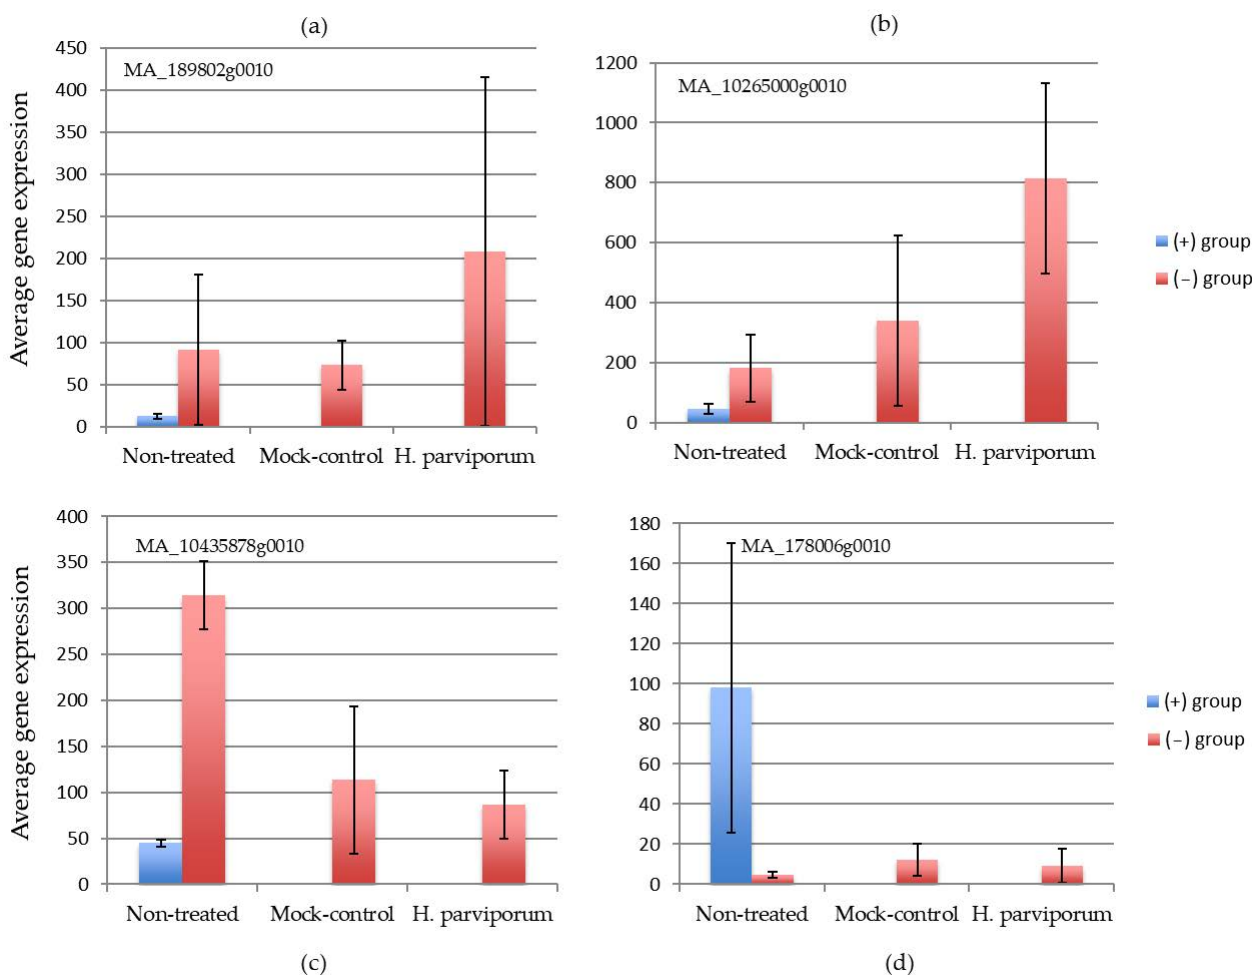 (a)
(b)
Average gene expression
450
400
350
300
250
200
150
100
50
0
MA_189802g0010
Non-treated
Mock-control
H. parviporum
1200
1000
800
600
400
200
0
MA_10265000g0010
Non-treated
Mock-control
H. parviporum
(+) group
(−) group
Average gene expression
400
350
300
250
200
150
100
50
0
MA_10435878g0010
Non-treated
Mock-control
H. parviporum
180
160
140
120
100
80
60
40
20
0
MA_178006g0010
Non-treated
Mock-control
H. parviporum
(+) group
(−) group
(c)
(d)